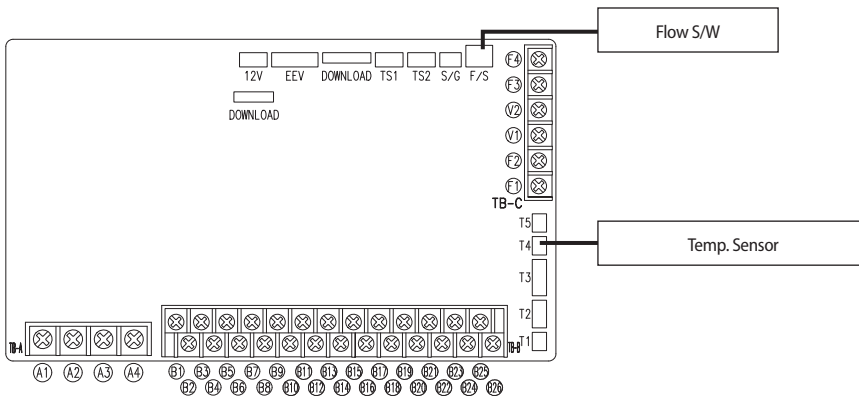 Flow S/W
12V EEV DOWNLOAD TS1 TS2 S/G F/S
DOWNLOAD
F4
F3
V2
V1
F2
F1
TB-C
T5
T4
Temp. Sensor
T3
T2
T1
TB-A
TB-B
A1 A2 A3 A4
B1 B3 B5 B7 B9 B11 B13 B15 B17 B19 B21 B23 B25
B2 B4 B6 B8 B10 B12 B14 B16 B18 B20 B22 B24 B26